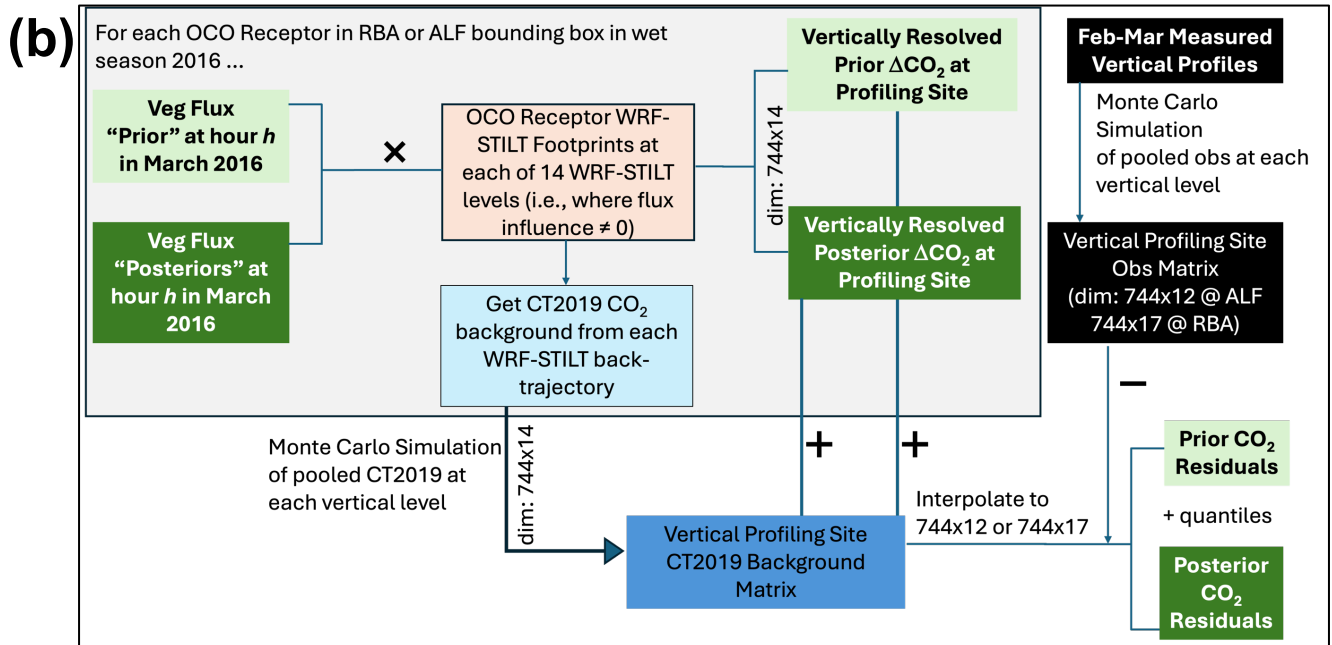 (b)
For each OCO Receptor in RBA or ALF bounding box in wet
season 2016 ...
Veg Flux
“Prior” at hour h
in March 2016
Veg Flux
“Posteriors” at
hour h in March
2016
×
OCO Receptor WRF-
STILT Footprints at
each of 14 WRF-STILT
levels (i.e., where flux
influence ≠ 0)
Get CT2019 CO₂
background from each
WRF-STILT back-
trajectory
dim: 744x14
Vertically Resolved
Prior ΔCO₂ at
Profiling Site
Vertically Resolved
Posterior ΔCO₂ at
Profiling Site
Feb-Mar Measured
Vertical Profiles
Monte Carlo
Simulation
of pooled obs at each
vertical level
Vertical Profiling Site
Obs Matrix
(dim: 744x12 @ ALF
744x17 @ RBA)
−
Monte Carlo Simulation
of pooled CT2019 at
each vertical level
dim: 744x14
+
+
Vertical Profiling Site
CT2019 Background
Matrix
Interpolate to
744x12 or 744x17
Prior CO₂
Residuals
+ quantiles
Posterior
CO₂
Residuals